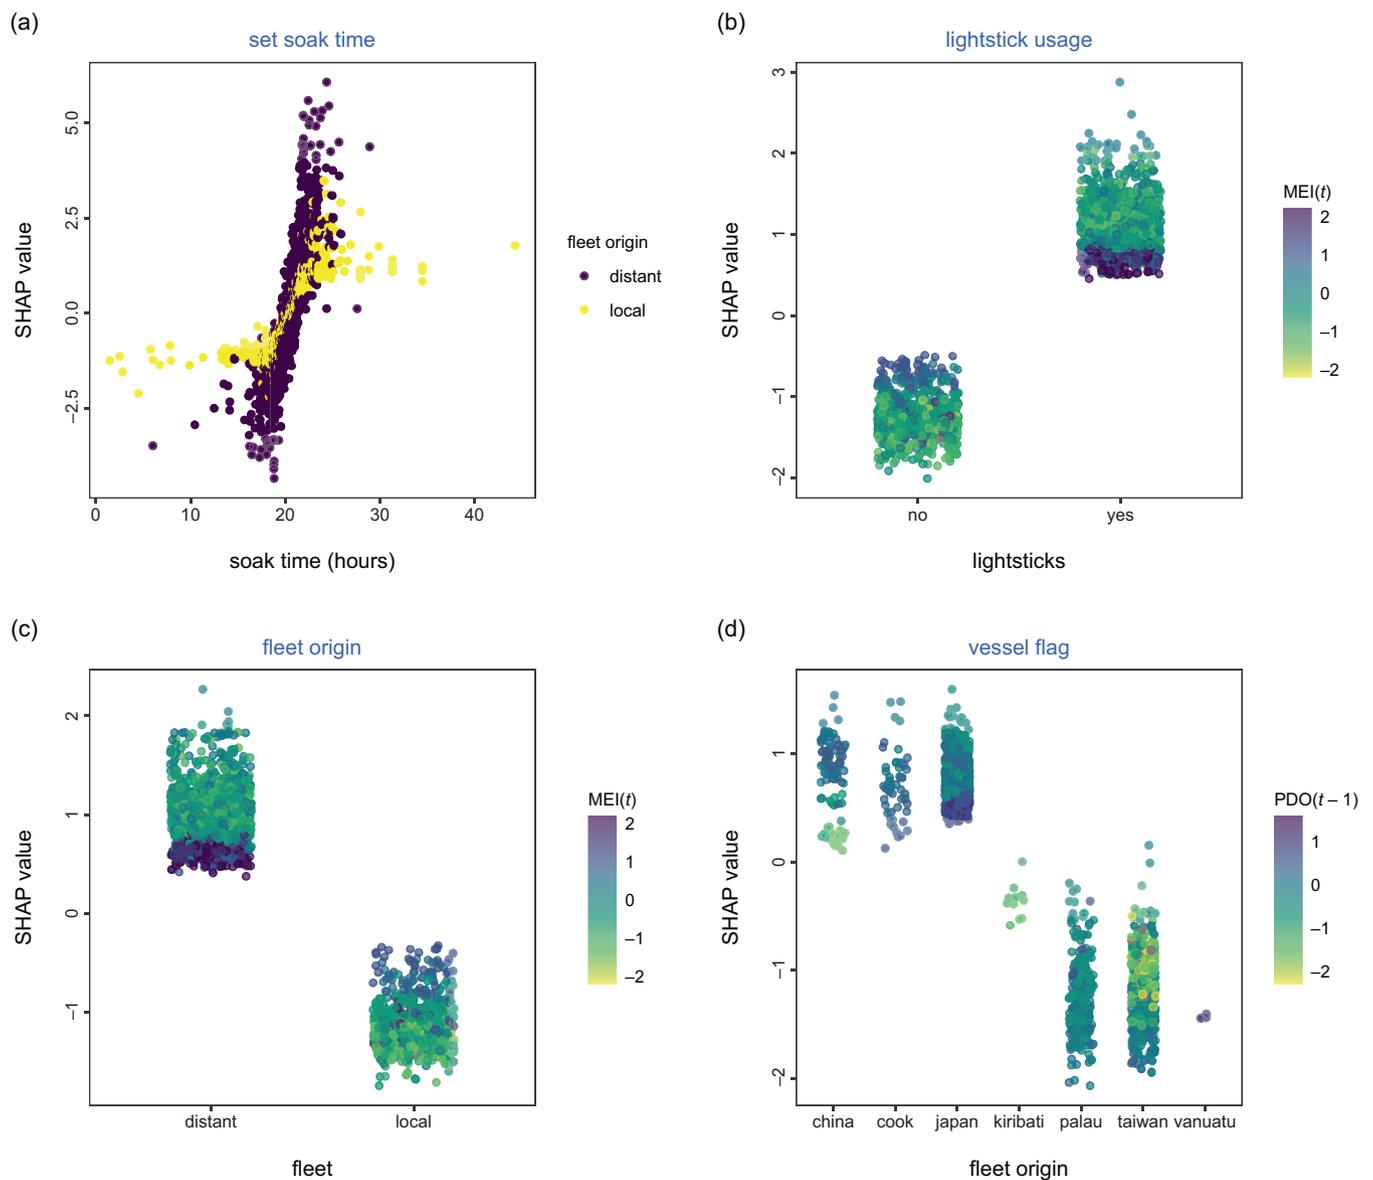 (a)
set soak time
SHAP value
5.0
2.5
0.0
−2.5
0 10 20 30 40
soak time (hours)
fleet origin
distant
local
(b)
lightstick usage
SHAP value
3
2
1
0
−1
−2
no yes
lightsticks
MEI(t)
2
1
0
−1
−2
(c)
fleet origin
SHAP value
2
1
0
−1
distant local
fleet
MEI(t)
2
1
0
−1
−2
(d)
vessel flag
SHAP value
1
0
−1
−2
china cook japan kiribati palau taiwan vanuatu
fleet origin
PDO(t − 1)
1
0
−1
−2